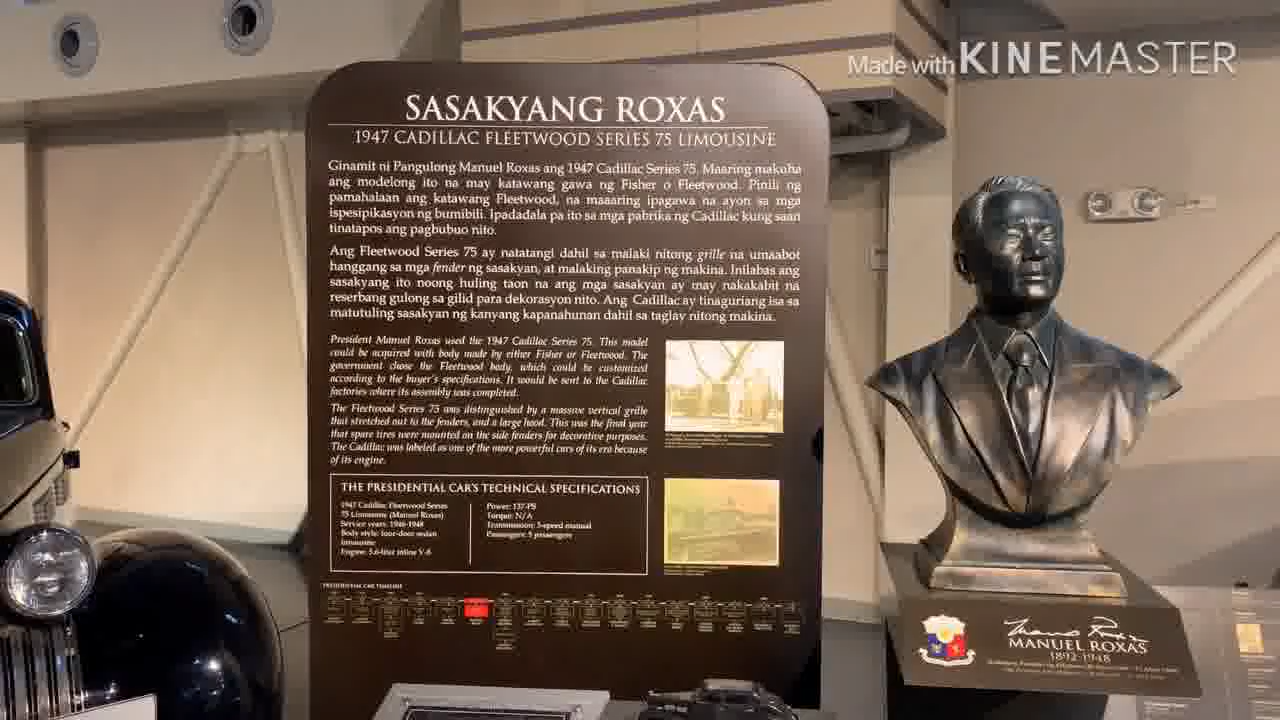 Made with KINEMASTER
SASAKYANG ROXAS
1947 CADILLAC FLEETWOOD SERIES 75 LIMOUSINE
Ginamit ni Pangulong Manuel Roxas ang 1947 Cadillac Series 75. Maaring makuha
ang modelong ito na may katawang gawa ng Fisher o Fleetwood. Pinili ng
pamahalaan ang katawang Fleetwood, na maaaring ipagawa na ayon sa mga
ispesipikasyon ng bumibili. Ipadadala pa ito sa mga pabrika ng Cadillac kung saan
tinatapos ang pagbubuo nito.
Ang Fleetwood Series 75 ay natatangi dahil sa malaki nitong grille na umaabot
hanggang sa mga fender ng sasakyan, at malaking panakip ng makina. Inilabas ang
sasakyang ito noong huling taon na ang mga sasakyan ay may nakakabit na
reserbang gulong sa gilid para dekorasyon nito. Ang Cadillac ay tinaguriang isa sa
matutuling sasakyan ng kanyang kapanahunan dahil sa taglay nitong makina.
President Manuel Roxas used the 1947 Cadillac Series 75. This model
could be acquired with body made by either Fisher or Fleetwood. The
government chose the Fleetwood body, which could be customized
according to the buyer's specifications. It would be sent to the Cadillac
factories where its assembly was completed.
The Fleetwood Series 75 was distinguished by a massive vertical grille
that stretched out to the fenders, and a large hood. This was the final year
that spare tires were mounted on the side fenders for decorative purposes.
The Cadillac was labeled as one of the more powerful cars of its era because
of its engine.
THE PRESIDENTIAL CAR'S TECHNICAL SPECIFICATIONS
1947 Cadillac Fleetwood Series
75 Limousine (Manuel Roxas)
Service years: 1946-1948
Body style: four-door sedan
limousine
Engine: 5.6-liter inline V-8
Power: 137-PS
Torque: N/A
Transmission: 3-speed manual
Passengers: 5 passengers
PRESIDENTIAL CAR TIMELINE
MANUEL ROXAS
1892-1948